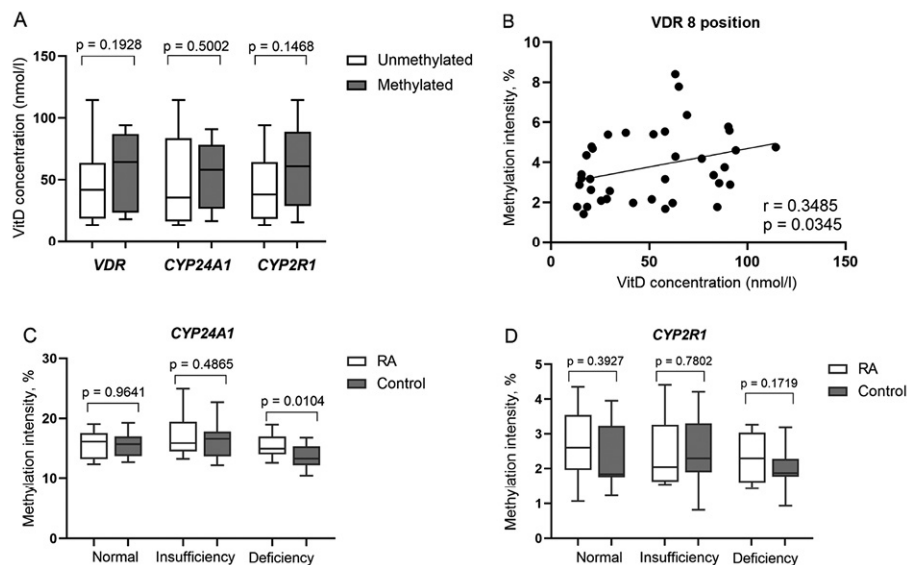 A
p = 0.1928 p = 0.5002 p = 0.1468
Unmethylated
Methylated
VitD concentration (nmol/l)
150
100
50
0
VDR CYP24A1 CYP2R1
B
VDR 8 position
Methylation intensity, %
10
8
6
4
2
0
r = 0.3485
p = 0.0345
0 50 100 150
VitD concentration (nmol/l)
C
CYP24A1
RA
Control
Methylation intensity, %
30
20
10
0
p = 0.9641 p = 0.4865 p = 0.0104
Normal Insufficiency Deficiency
D
CYP2R1
RA
Control
Methylation intensity, %
5
4
3
2
1
0
p = 0.3927 p = 0.7802 p = 0.1719
Normal Insufficiency Deficiency